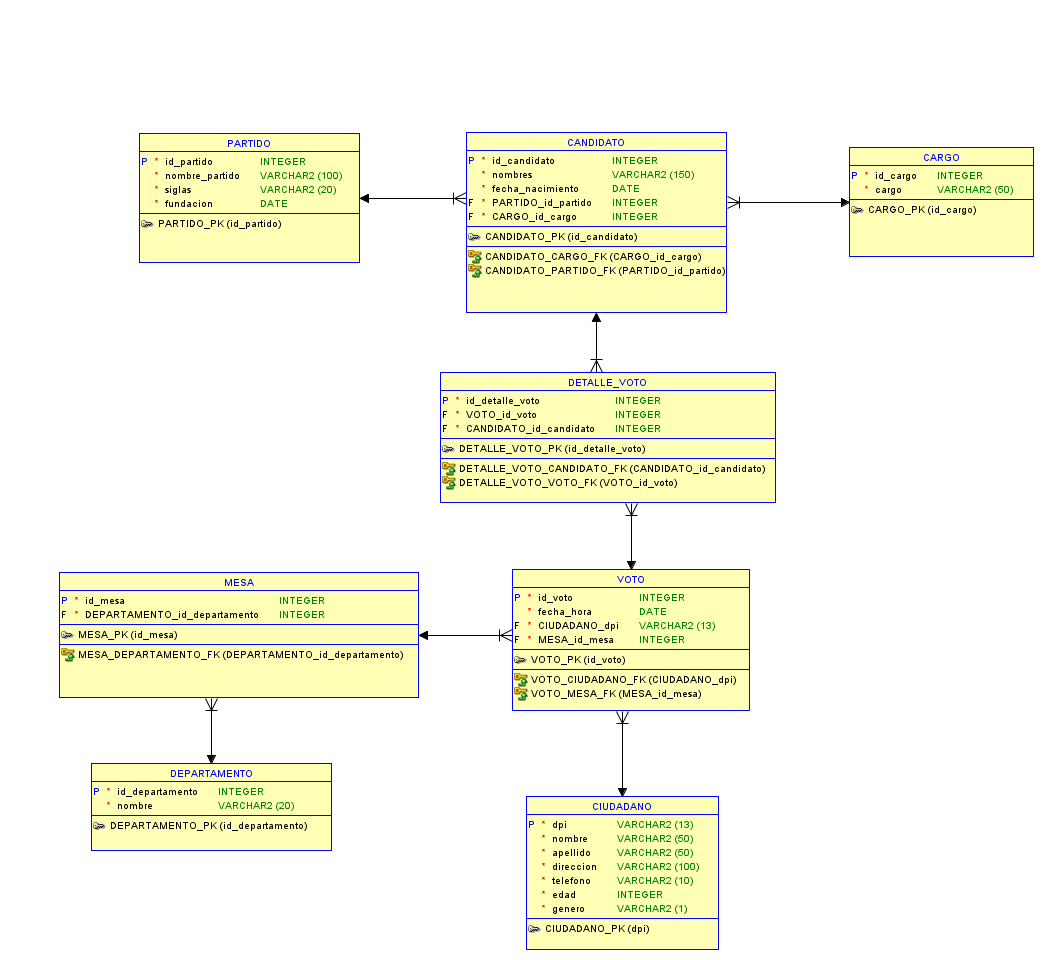 PARTIDO
P * id_partido INTEGER
* nombre_partido VARCHAR2 (100)
* siglas VARCHAR2 (20)
* fundacion DATE
PARTIDO_PK (id_partido)
CANDIDATO
P * id_candidato INTEGER
* nombres VARCHAR2 (150)
* fecha_nacimiento DATE
F * PARTIDO_id_partido INTEGER
F * CARGO_id_cargo INTEGER
CANDIDATO_PK (id_candidato)
CANDIDATO_CARGO_FK (CARGO_id_cargo)
CANDIDATO_PARTIDO_FK (PARTIDO_id_partido)
CARGO
P * id_cargo INTEGER
* cargo VARCHAR2 (50)
CARGO_PK (id_cargo)
DETALLE_VOTO
P * id_detalle_voto INTEGER
F * VOTO_id_voto INTEGER
F * CANDIDATO_id_candidato INTEGER
DETALLE_VOTO_PK (id_detalle_voto)
DETALLE_VOTO_CANDIDATO_FK (CANDIDATO_id_candidato)
DETALLE_VOTO_VOTO_FK (VOTO_id_voto)
MESA
P * id_mesa INTEGER
F * DEPARTAMENTO_id_departamento INTEGER
MESA_PK (id_mesa)
MESA_DEPARTAMENTO_FK (DEPARTAMENTO_id_departamento)
VOTO
P * id_voto INTEGER
* fecha_hora DATE
F * CIUDADANO_dpi VARCHAR2 (13)
F * MESA_id_mesa INTEGER
VOTO_PK (id_voto)
VOTO_CIUDADANO_FK (CIUDADANO_dpi)
VOTO_MESA_FK (MESA_id_mesa)
DEPARTAMENTO
P * id_departamento INTEGER
* nombre VARCHAR2 (20)
DEPARTAMENTO_PK (id_departamento)
CIUDADANO
P * dpi VARCHAR2 (13)
* nombre VARCHAR2 (50)
* apellido VARCHAR2 (50)
* direccion VARCHAR2 (100)
* telefono VARCHAR2 (10)
* edad INTEGER
* genero VARCHAR2 (1)
CIUDADANO_PK (dpi)